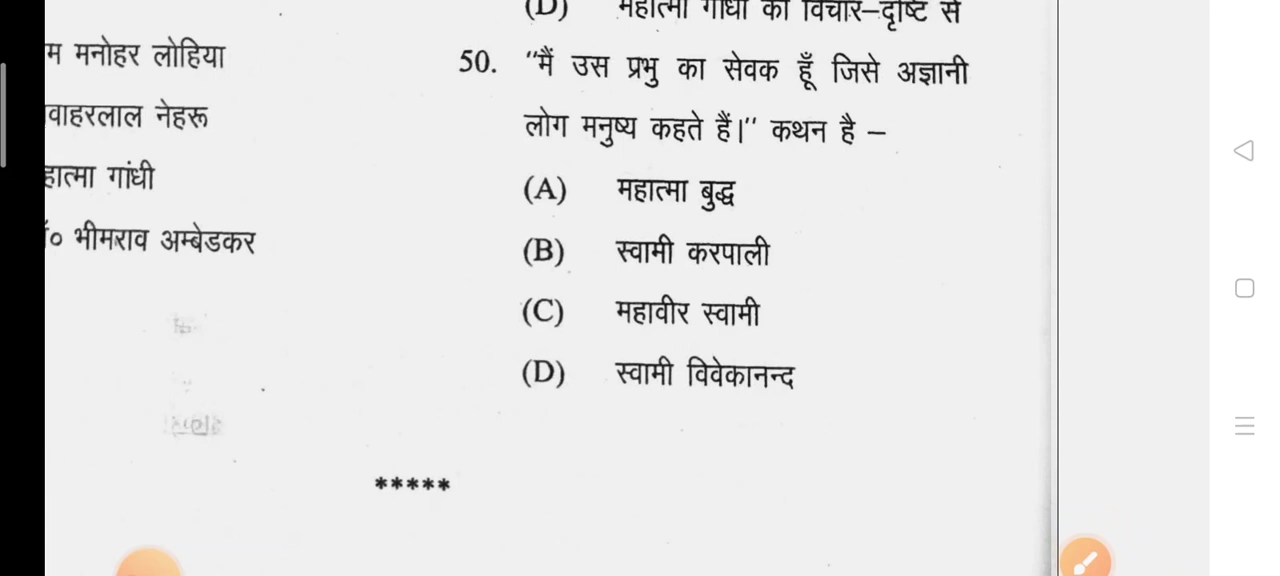 म मनोहर लोहिया
वाहरलाल नेहरू
हात्मा गांधी
भीमराव अम्बेडकर
(D) महात्मा गांधी की विचार–दृष्टि से
50. "मैं उस प्रभु का सेवक हूँ जिसे अज्ञानी
लोग मनुष्य कहते हैं।" कथन है –
(A) महात्मा बुद्ध
(B) स्वामी करपाली
(C) महावीर स्वामी
(D) स्वामी विवेकानन्द
*****